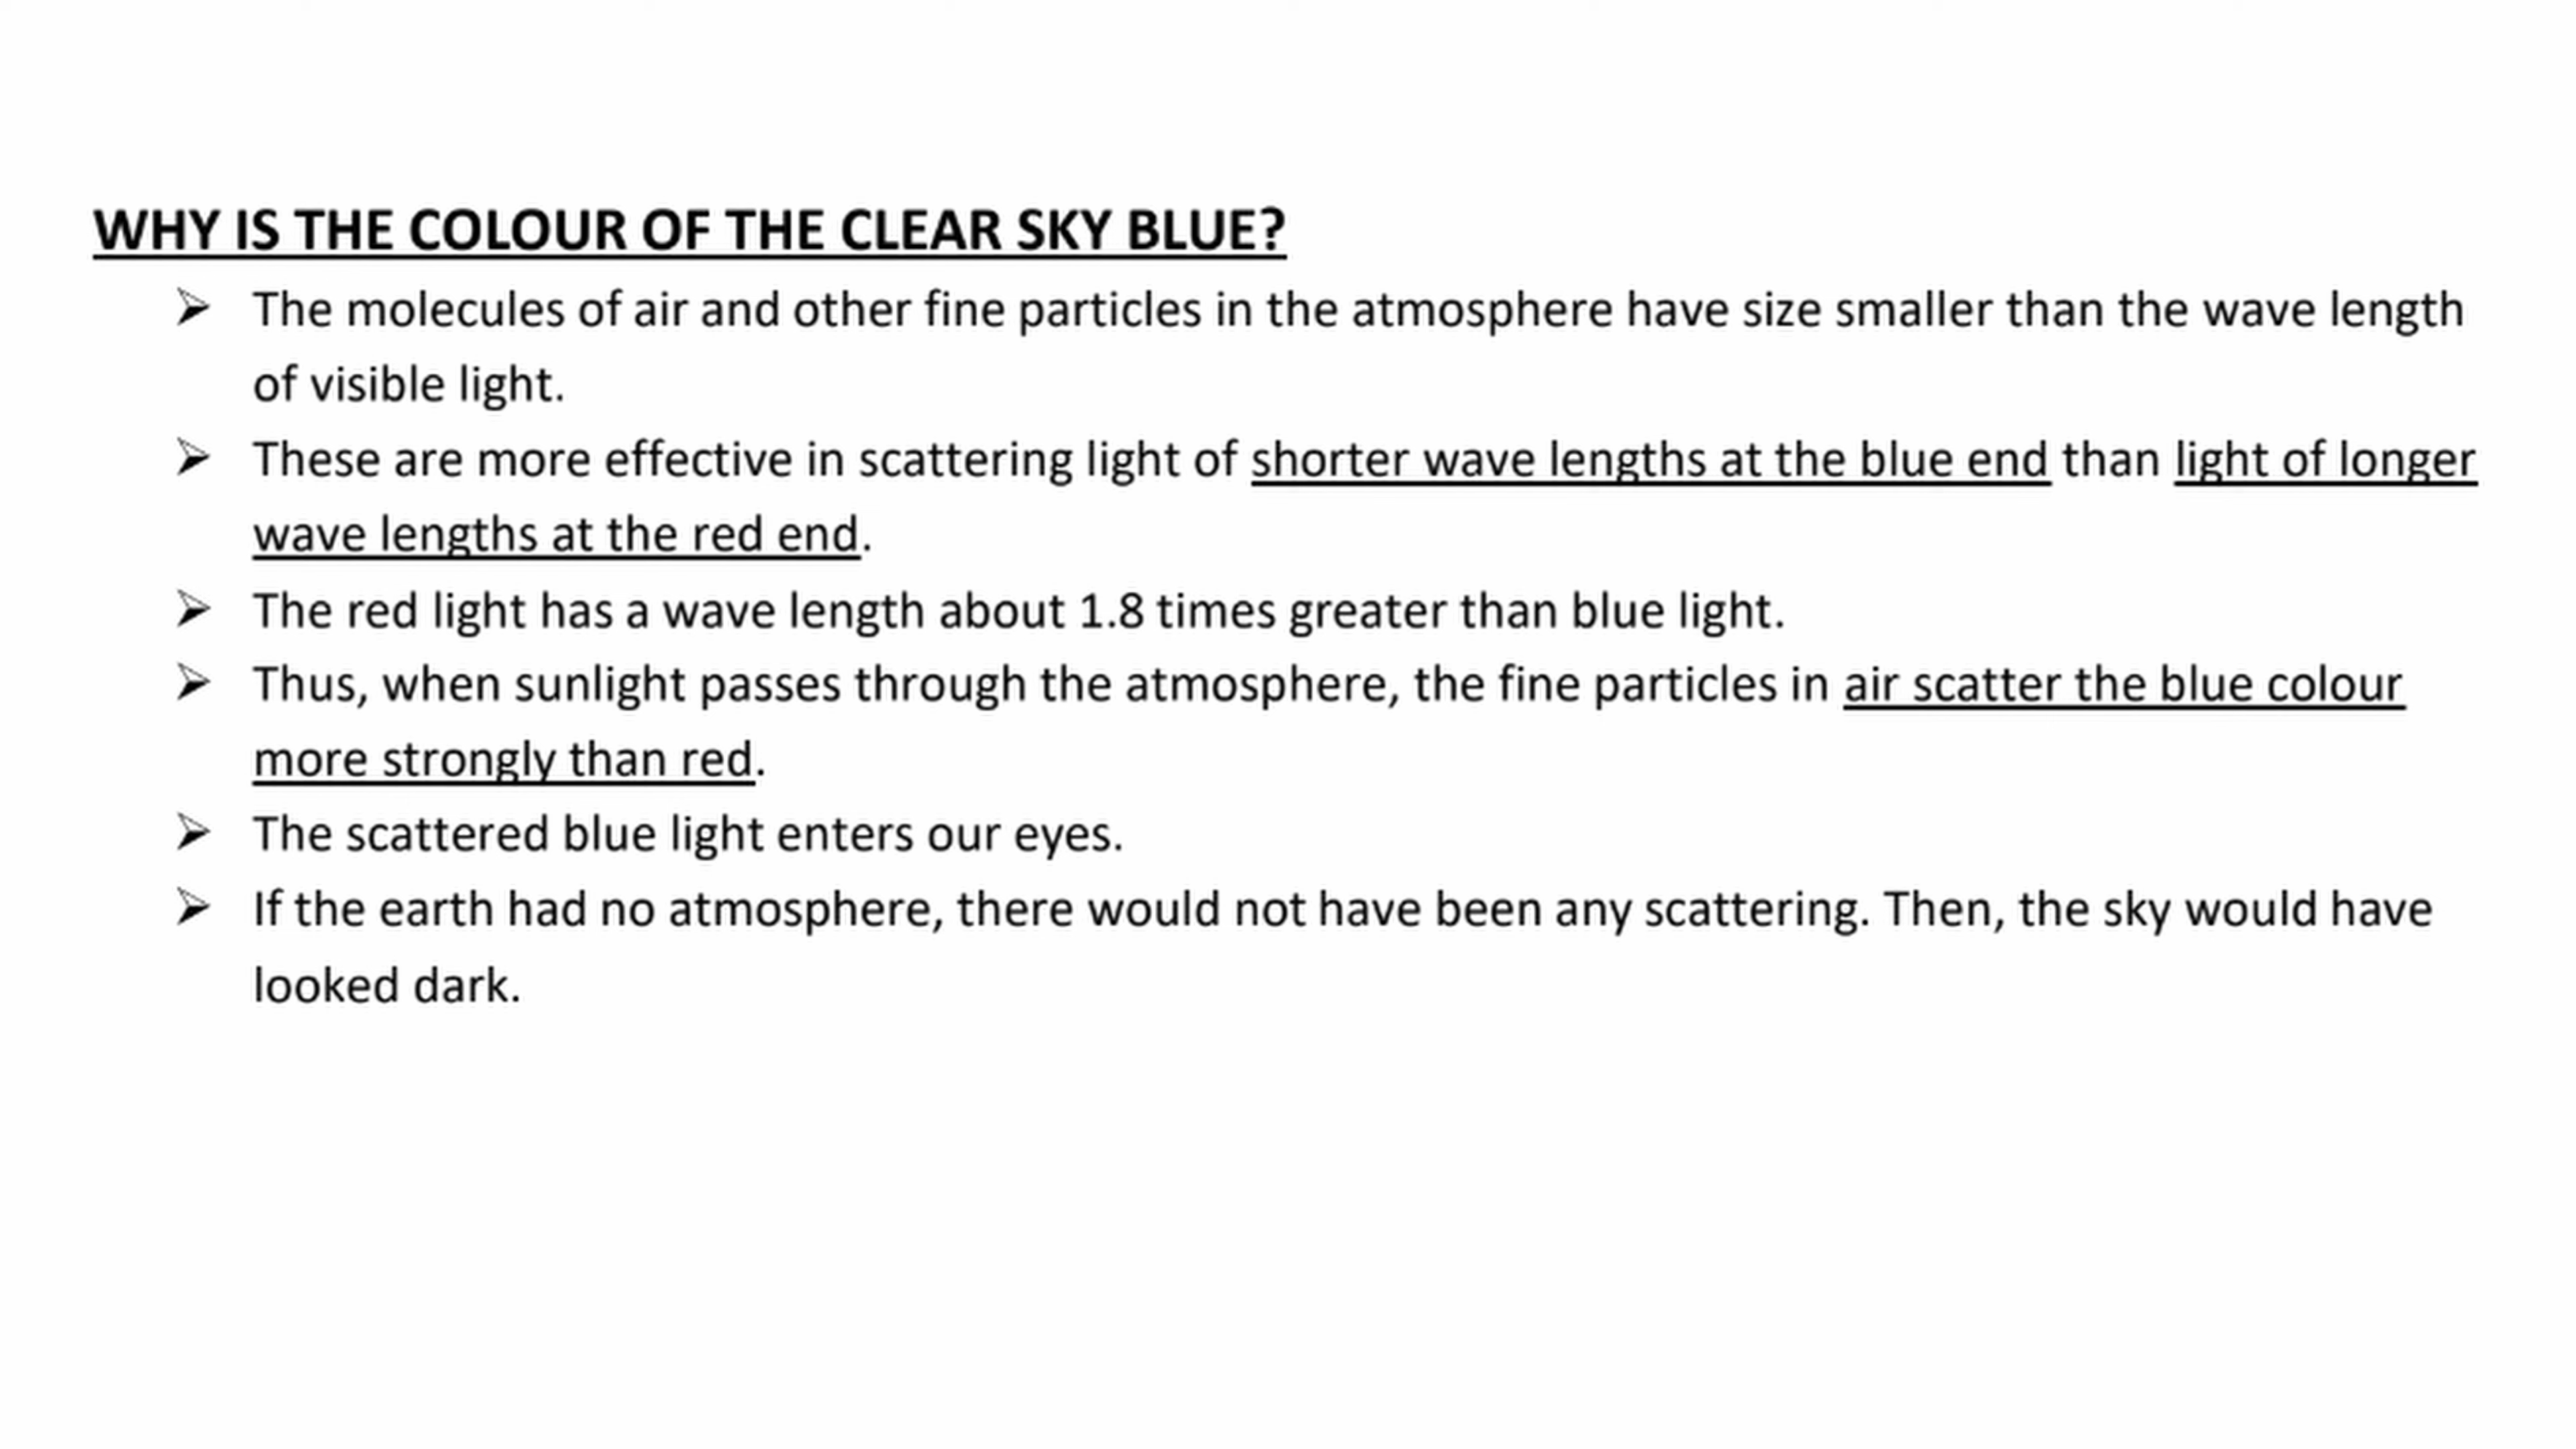 WHY IS THE COLOUR OF THE CLEAR SKY BLUE?
➢ The molecules of air and other fine particles in the atmosphere have size smaller than the wave length
of visible light.
➢ These are more effective in scattering light of shorter wave lengths at the blue end than light of longer
wave lengths at the red end.
➢ The red light has a wave length about 1.8 times greater than blue light.
➢ Thus, when sunlight passes through the atmosphere, the fine particles in air scatter the blue colour
more strongly than red.
➢ The scattered blue light enters our eyes.
➢ If the earth had no atmosphere, there would not have been any scattering. Then, the sky would have
looked dark.